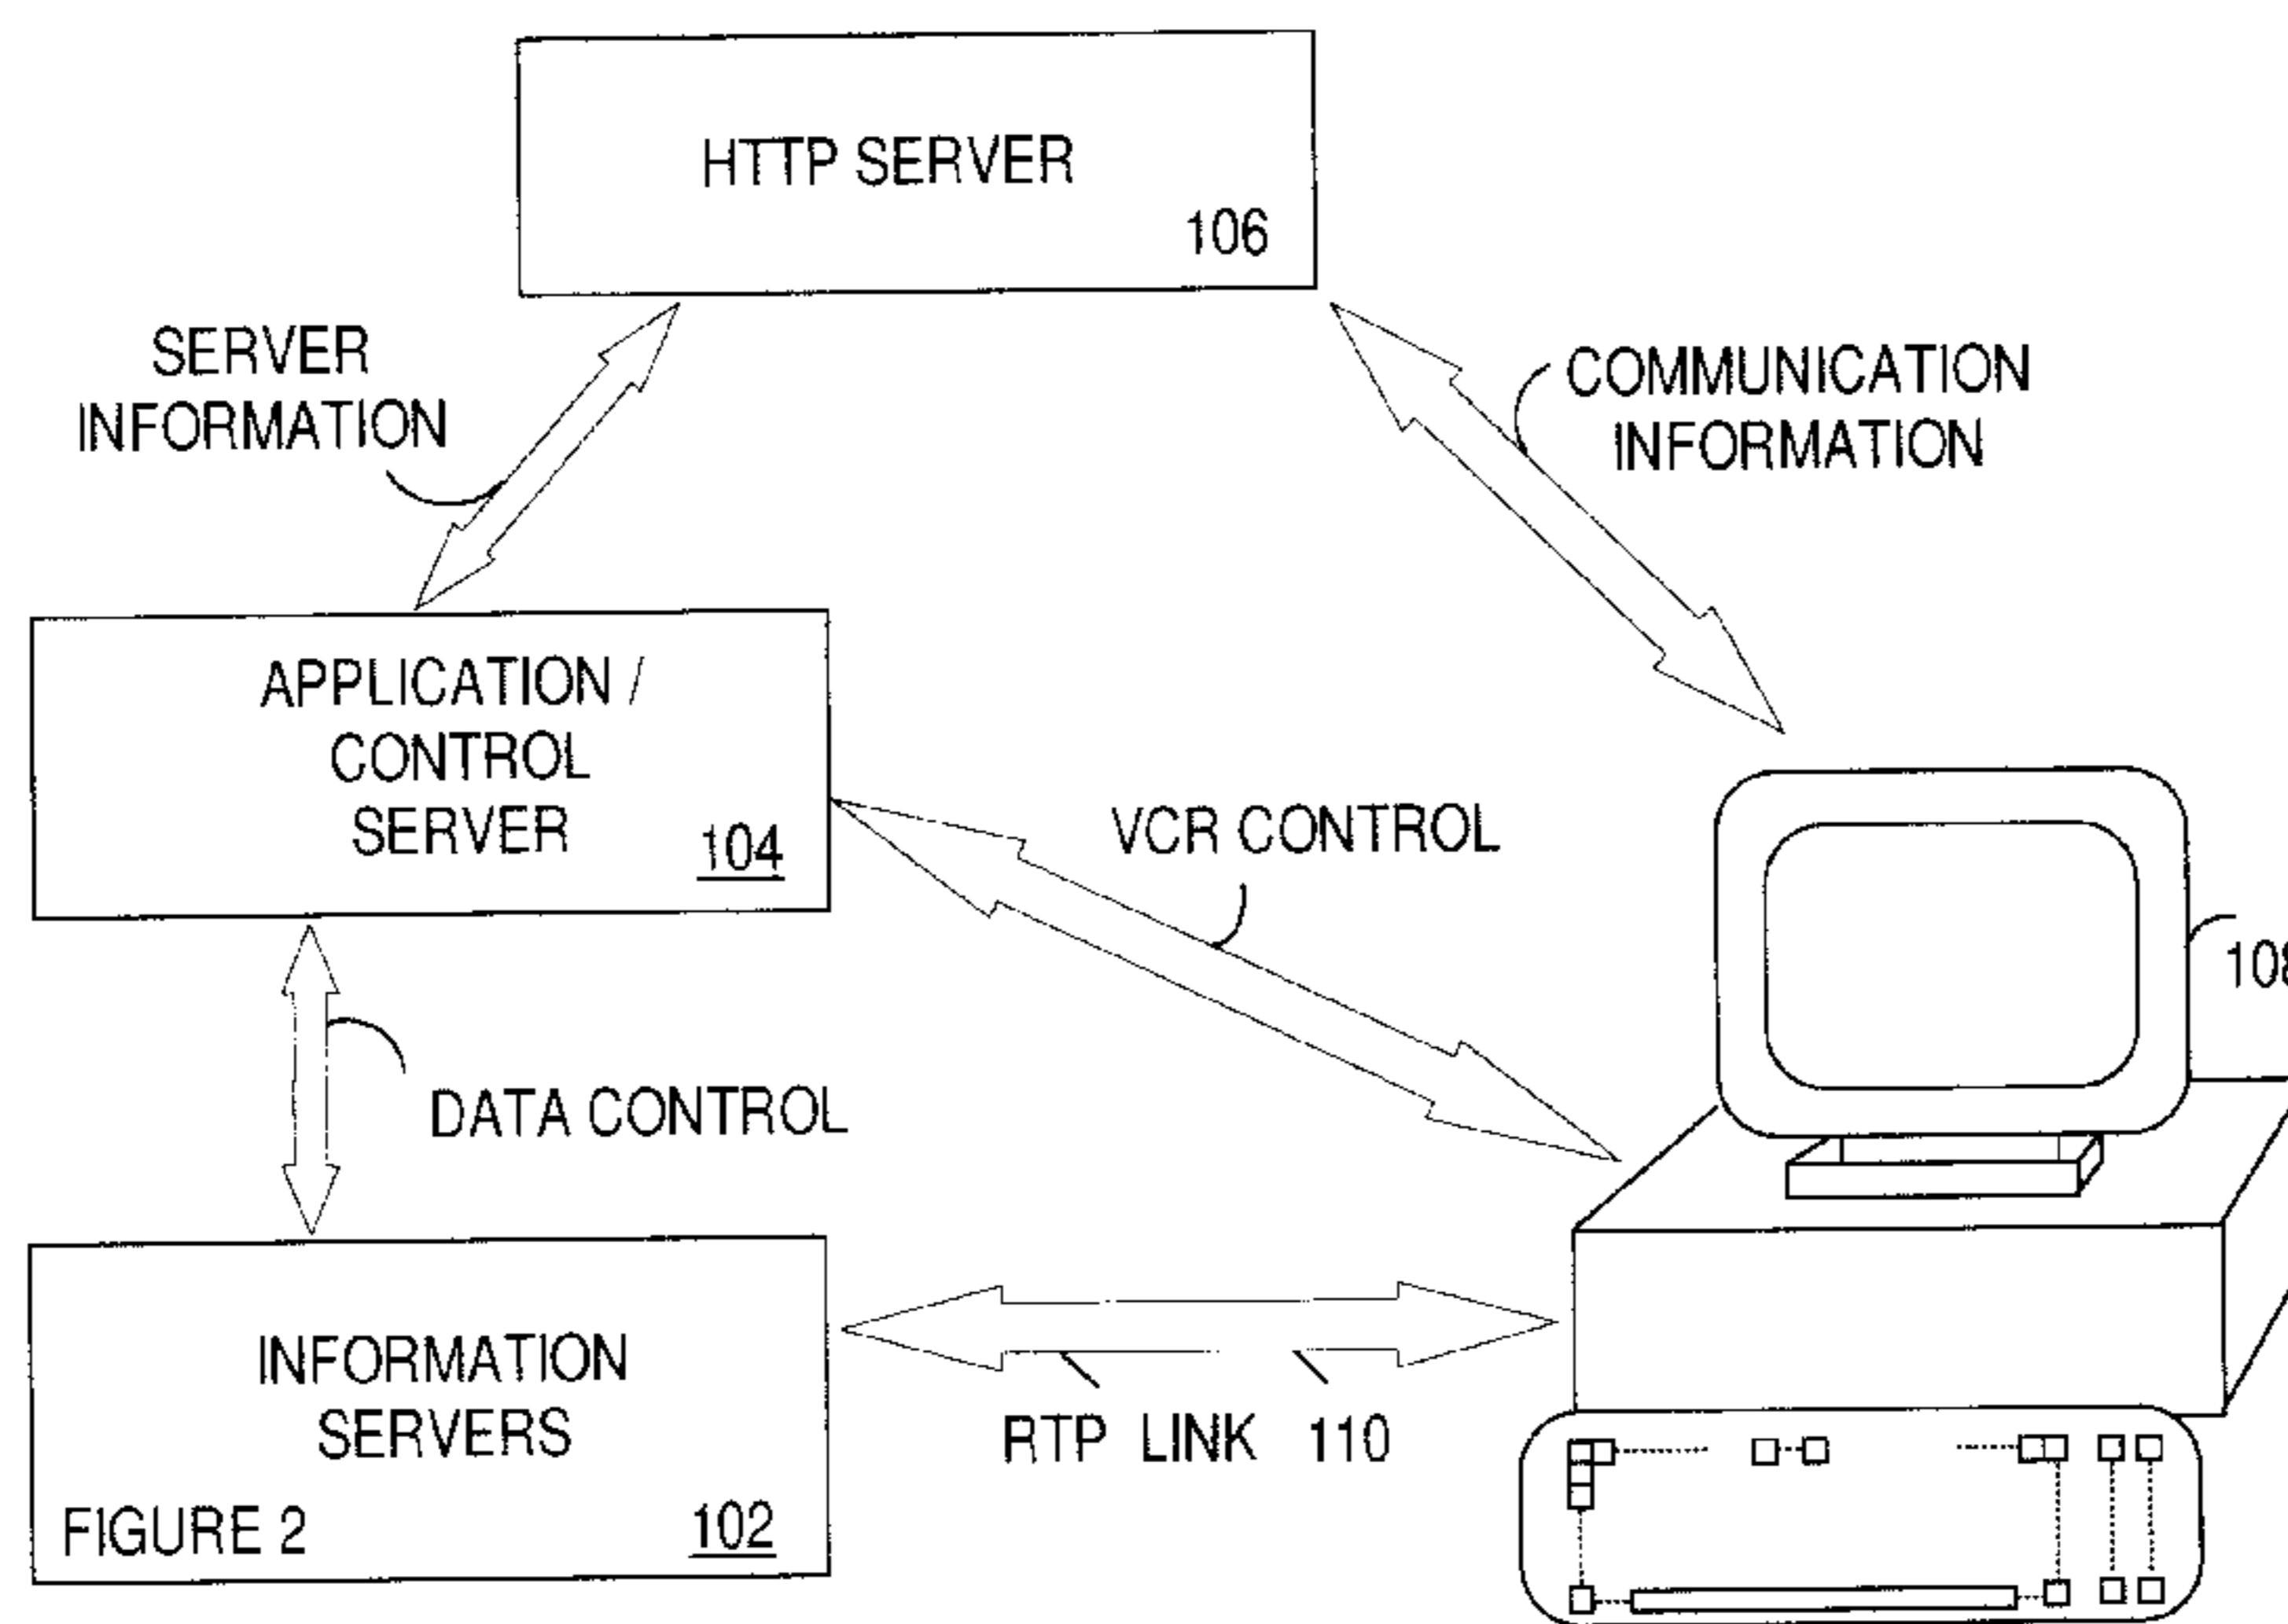 HTTP SERVER
106
SERVER
INFORMATION
COMMUNICATION
INFORMATION
APPLICATION /
CONTROL
SERVER
104
VCR CONTROL
108
DATA CONTROL
INFORMATION
SERVERS
RTP LINK 110
FIGURE 2
102